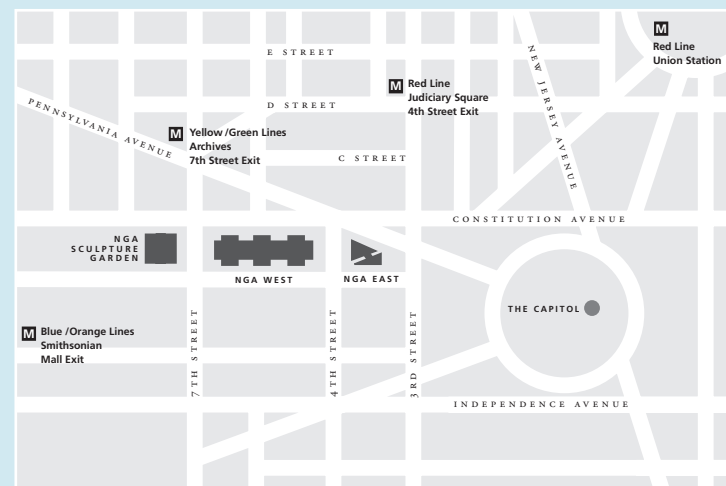 M
Red Line
Union Station
E STREET
NEW JERSEY AVENUE
M
Red Line
Judiciary Square
4th Street Exit
PENNSYLVANIA AVENUE
D STREET
M
Yellow /Green Lines
Archives
7th Street Exit
C STREET
CONSTITUTION AVENUE
NGA
SCULPTURE
GARDEN
NGA WEST
NGA EAST
THE CAPITOL
M
Blue /Orange Lines
Smithsonian
Mall Exit
7TH STREET
4TH STREET
3RD STREET
INDEPENDENCE AVENUE